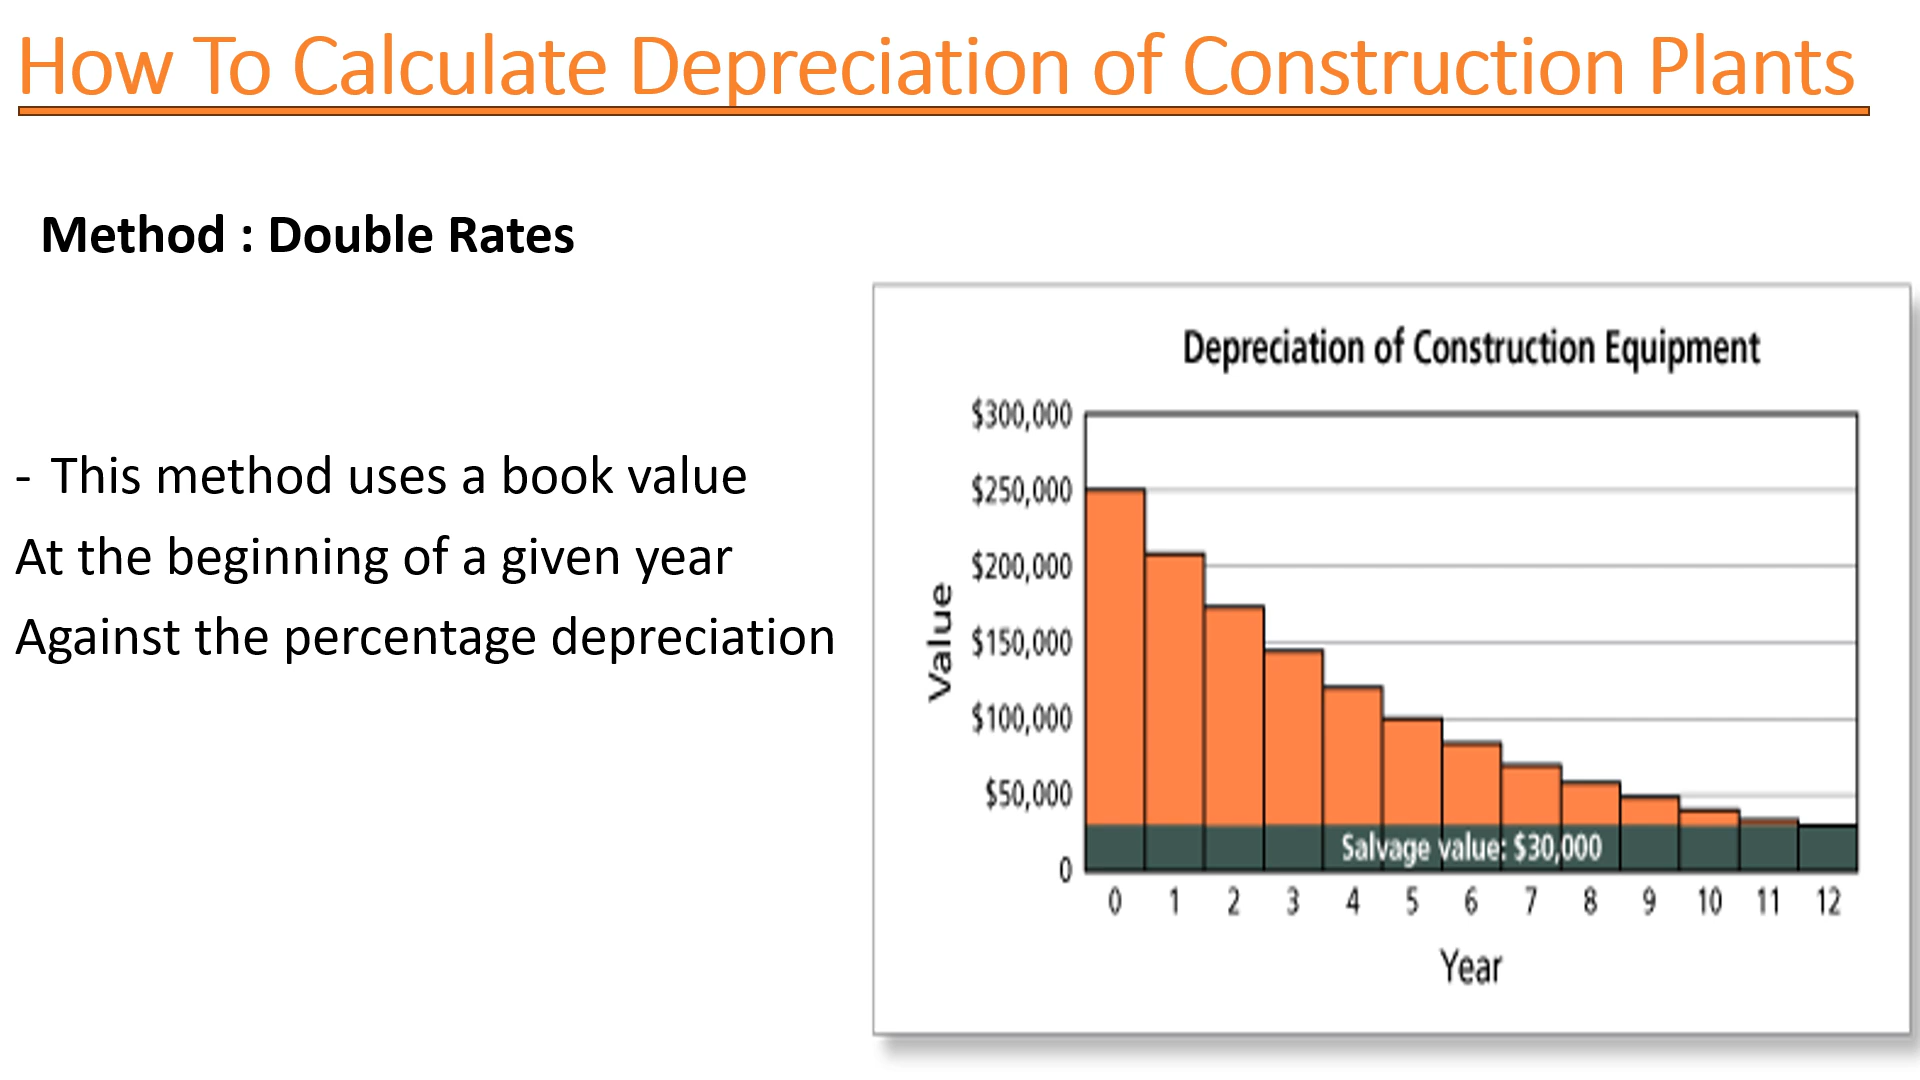 How To Calculate Depreciation of Construction Plants
Method : Double Rates
- This method uses a book value
At the beginning of a given year
Against the percentage depreciation
Depreciation of Construction Equipment
$300,000
$250,000
$200,000
$150,000
$100,000
$50,000
0
Value
Salvage value: $30,000
0 1 2 3 4 5 6 7 8 9 10 11 12
Year